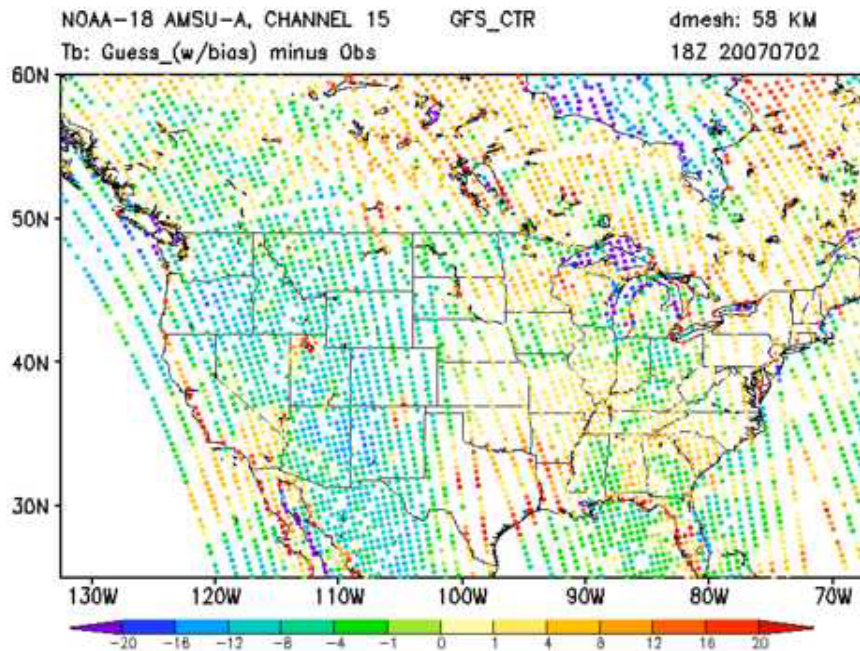 NOAA-18 AMSU-A, CHANNEL 15 GFS_CTR dmesh: 58 KM
Tb: Guess_(w/bias) minus Obs 18Z 20070702
60N
50N
40N
30N
130W 120W 110W 100W 90W 80W 70W
-20 -16 -12 -8 -4 -1 0 1 4 8 12 16 20